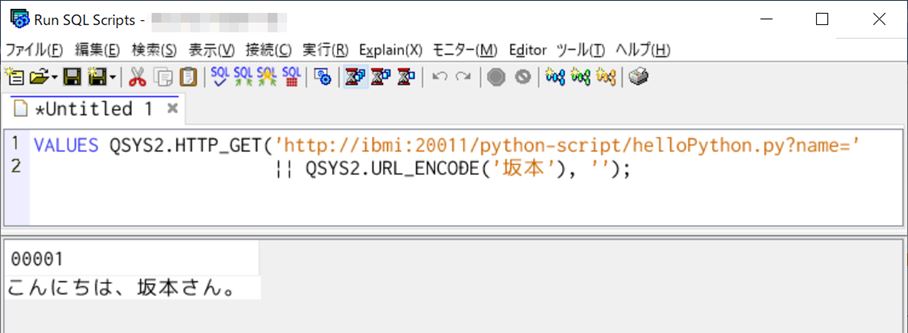 Run SQL Scripts -
ファイル(F) 編集(E) 検索(S) 表示(V) 接続(C) 実行(R) Explain(X) モニター(M) Editor ツール(T) ヘルプ(H)
SQL SQL SQL SQL
*Untitled 1
1 VALUES QSYS2.HTTP_GET('http://ibmi:20011/python-script/helloPython.py?name='
2 || QSYS2.URL_ENCODE('坂本'), '');
00001
こんにちは、坂本さん。